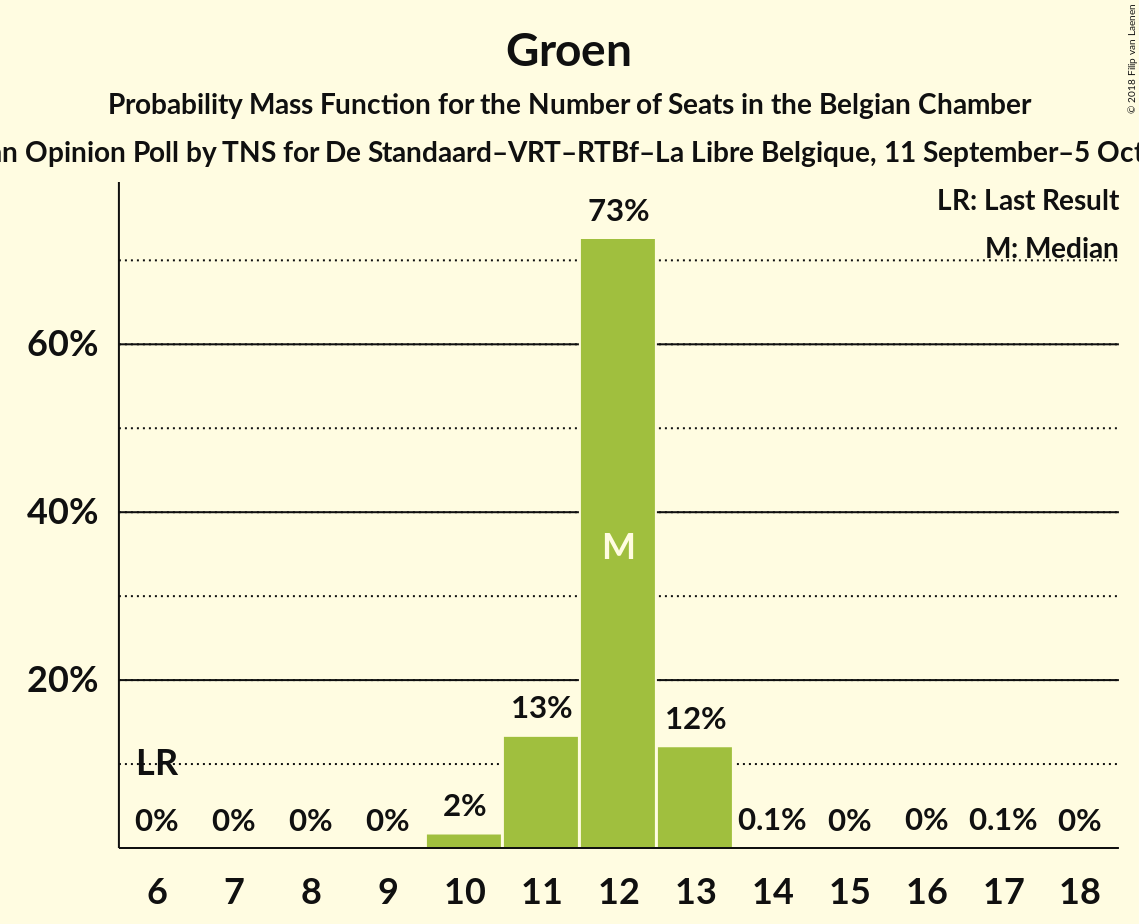 Groen
Probability Mass Function for the Number of Seats in the Belgian Chamber
Opinion Poll by TNS for De Standaard–VRT–RTBf–La Libre Belgique, 11 September–5
© 2018 Filip van Laenen
LR: Last Result
M: Median
73%
60%
40%
M
20%
13%
12%
LR
0% 0% 0% 0% 2% 0.1% 0% 0% 0.1% 0%
6 7 8 9 10 11 12 13 14 15 16 17 18